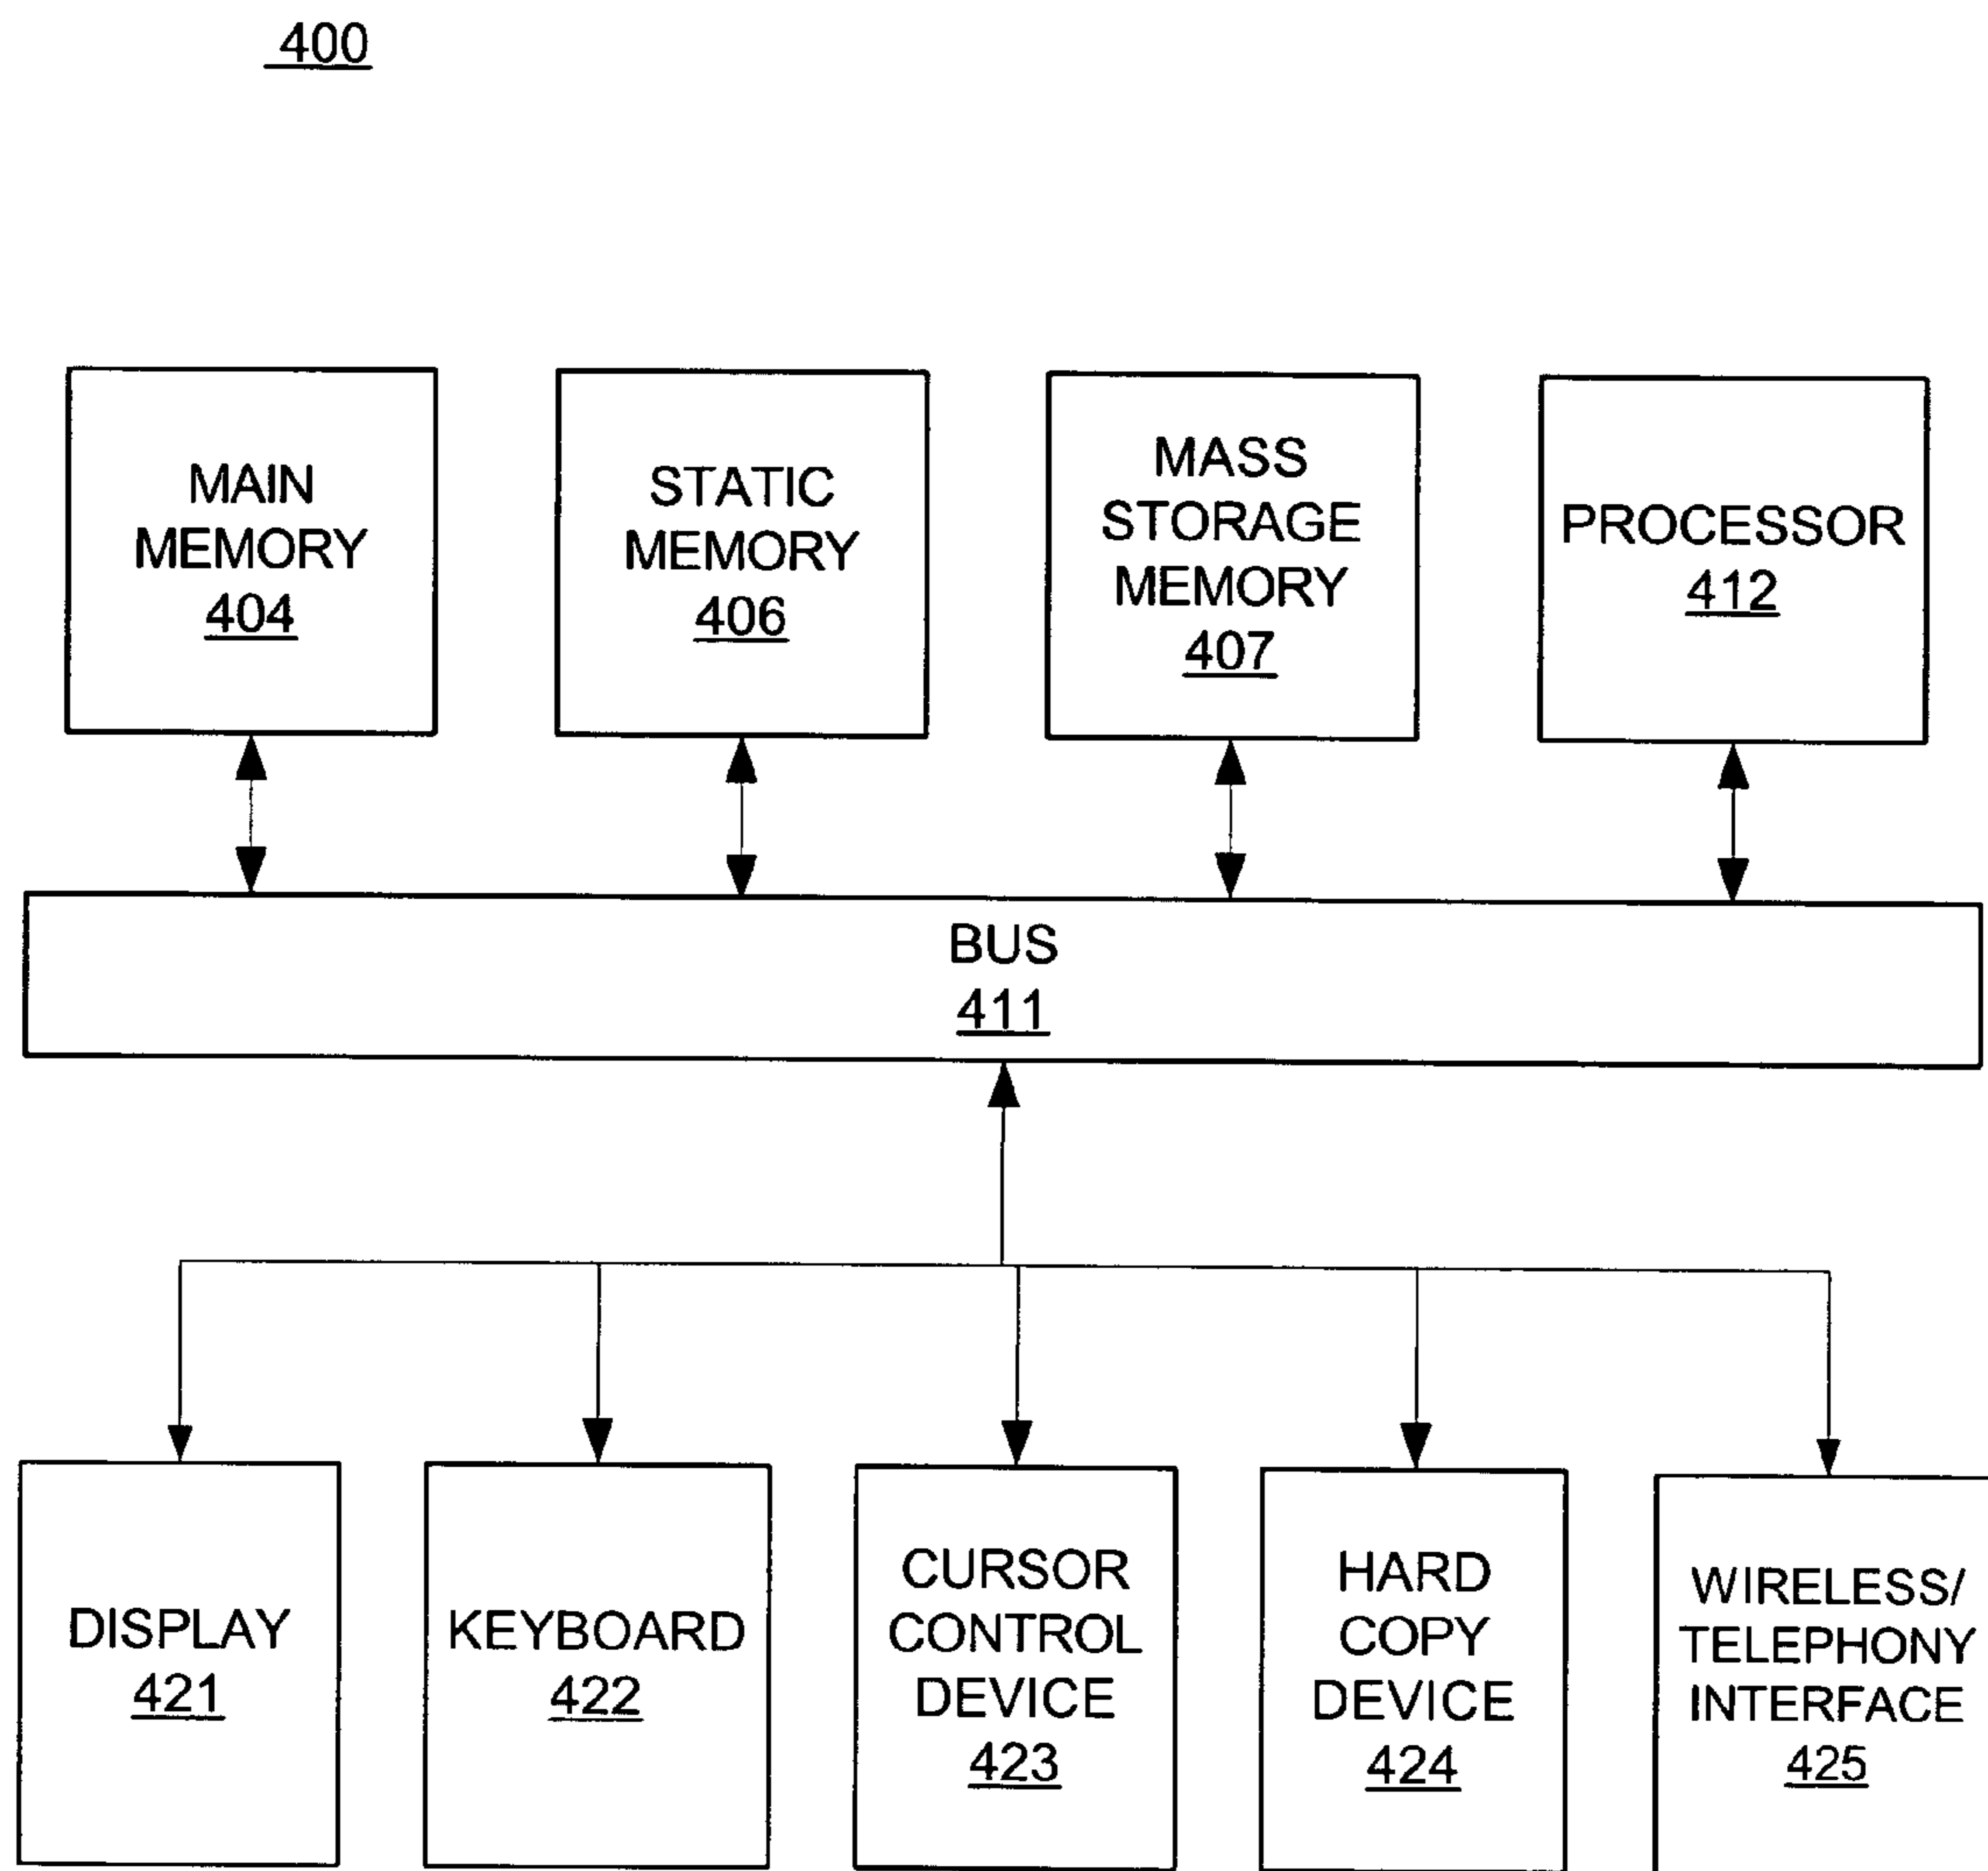 400
MAIN
MEMORY
404
STATIC
MEMORY
406
MASS
STORAGE
MEMORY
407
PROCESSOR
412
BUS
411
DISPLAY
421
KEYBOARD
422
CURSOR
CONTROL
DEVICE
423
HARD
COPY
DEVICE
424
WIRELESS/
TELEPHONY
INTERFACE
425